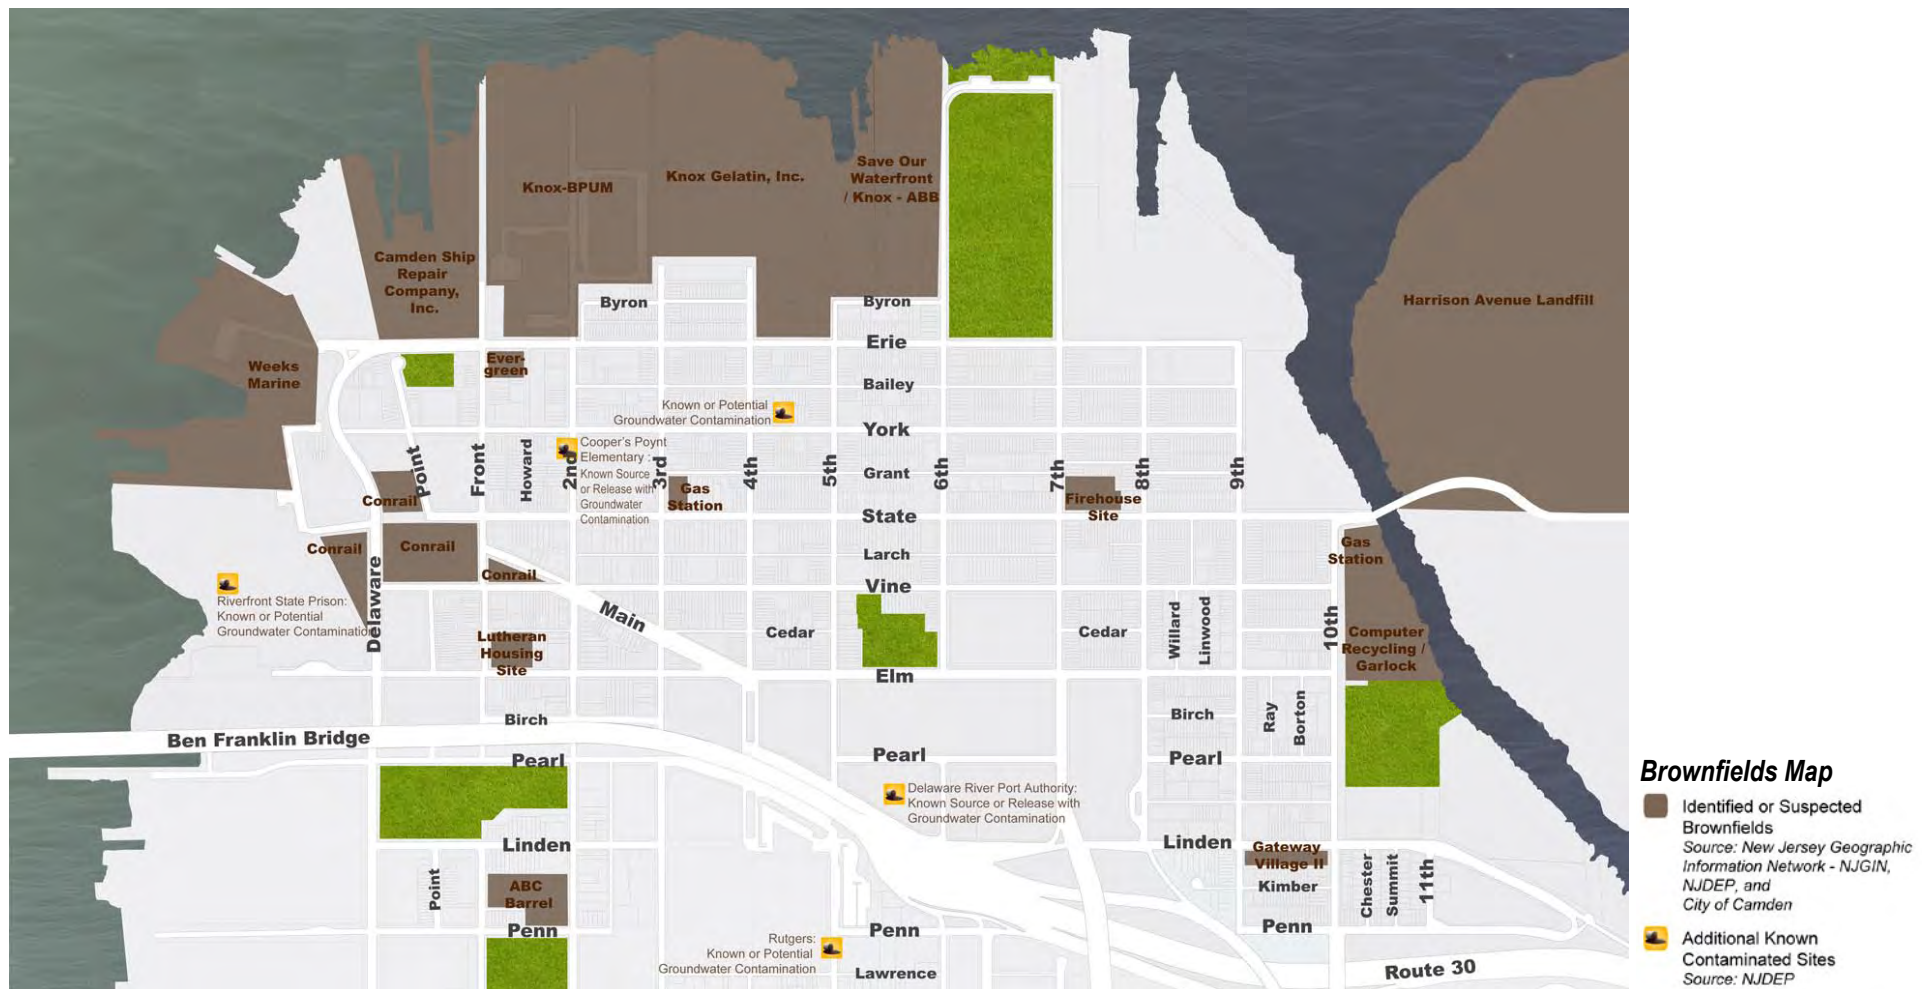 Save Our
Waterfront
/ Knox - ABB
Knox Gelatin, Inc.
Knox-BPUM
Camden Ship
Repair
Company,
Inc.
Harrison Avenue Landfill
Byron
Byron
Erie
Weeks
Marine
Ever-
green
Bailey
Known or Potential
Groundwater Contamination
York
Cooper's Poynt
Elementary :
Known Source
or Release with
Groundwater
Contamination
Point
Front
Howard
2nd
3rd
4th
5th
6th
7th
8th
9th
Grant
Conrail
Gas
Station
Firehouse
Site
State
Conrail
Conrail
Conrail
Larch
Gas
Station
Vine
Delaware
Riverfront State Prison:
Known or Potential
Groundwater Contamination
Main
Lutheran
Housing
Site
Cedar
Cedar
Willard
Linwood
10th
Computer
Recycling /
Garlock
Elm
Birch
Birch
Ray
Borton
Ben Franklin Bridge
Pearl
Pearl
Pearl
Delaware River Port Authority:
Known Source or Release with
Groundwater Contamination
Linden
Linden
Gateway
Village II
Kimber
Chester
Summit
11th
Point
ABC
Barrel
Penn
Penn
Penn
Rutgers:
Known or Potential
Groundwater Contamination
Lawrence
Route 30
Brownfields Map
Identified or Suspected
Brownfields
Source: New Jersey Geographic
Information Network - NJGIN,
NJDEP, and
City of Camden
Additional Known
Contaminated Sites
Source: NJDEP